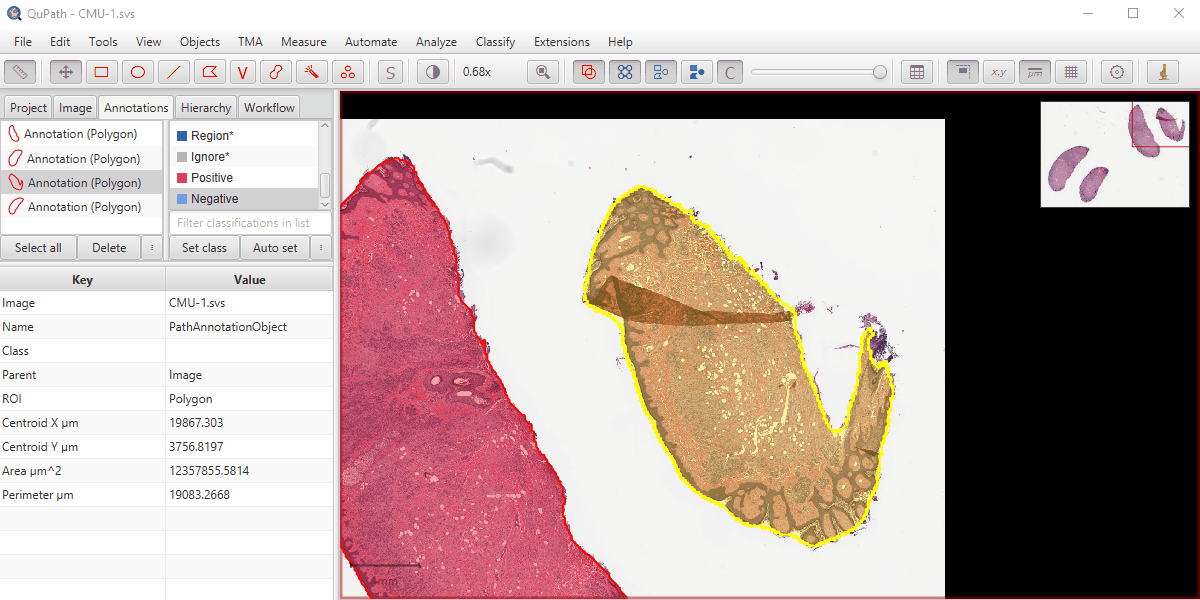 QuPath - CMU-1.svs
File Edit Tools View Objects TMA Measure Automate Analyze Classify Extensions Help
V S 0.68x C x,y μm
Project Image Annotations Hierarchy Workflow
Annotation (Polygon)
Annotation (Polygon)
Annotation (Polygon)
Annotation (Polygon)
Region*
Ignore*
Positive
Negative
Filter classifications in list
Select all Delete Set class Auto set
Key Value
Image CMU-1.svs
Name PathAnnotationObject
Class
Parent Image
ROI Polygon
Centroid X µm 19867.303
Centroid Y µm 3756.8197
Area µm^2 12357855.5814
Perimeter µm 19083.2668